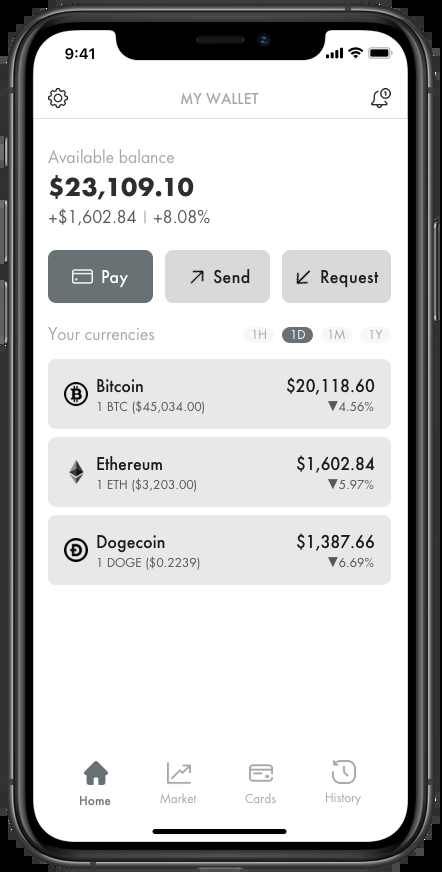 9:41
MY WALLET
1
Available balance
$23,109.10
+$1,602.84 | +8.08%
Pay
Send
Request
Your currencies
1H
1D
1M
1Y
Bitcoin
$20,118.60
1 BTC ($45,034.00)
▼4.56%
Ethereum
$1,602.84
1 ETH ($3,203.00)
▼5.97%
Dogecoin
$1,387.66
1 DOGE ($0.2239)
▼6.69%
Home
Market
Cards
History